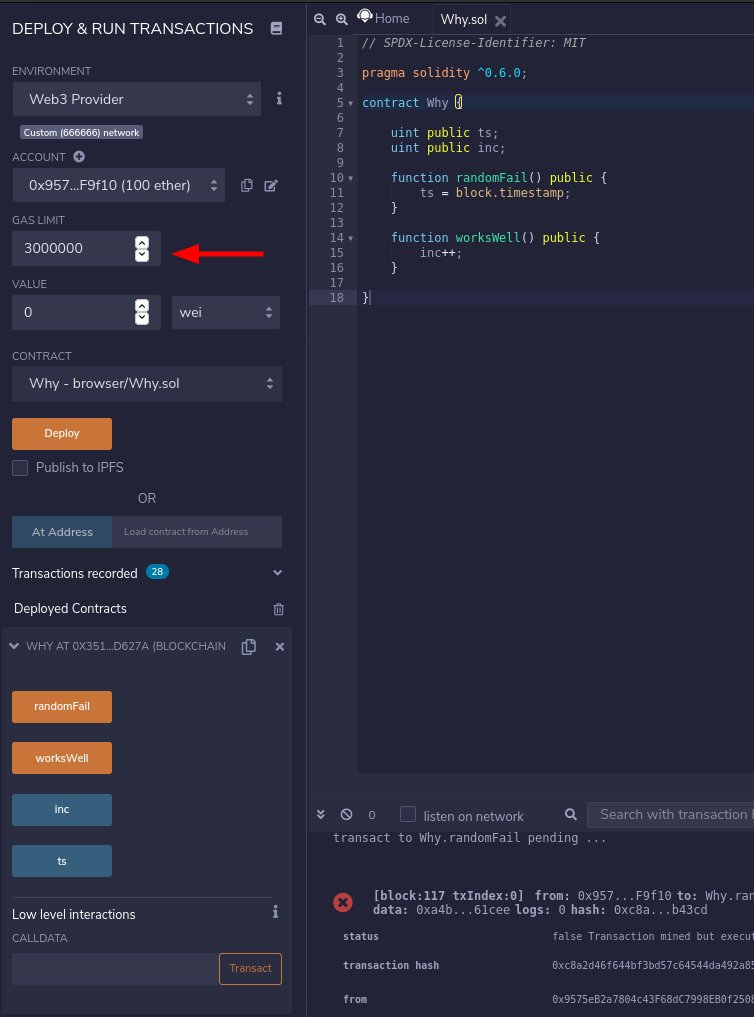 DEPLOY & RUN TRANSACTIONS
ENVIRONMENT
Web3 Provider
Custom (666666) network
ACCOUNT
0x957...F9f10 (100 ether)
GAS LIMIT
3000000
VALUE
0
wei
CONTRACT
Why - browser/Why.sol
Deploy
Publish to IPFS
OR
At Address
Load contract from Address
Transactions recorded 28
Deployed Contracts
WHY AT 0X351...D627A (BLOCKCHAIN
randomFail
worksWell
inc
ts
Low level interactions
CALLDATA
Transact
Home
Why.sol
1 // SPDX-License-Identifier: MIT
2
3 pragma solidity ^0.6.0;
4
5 contract Why {
6
7 uint public ts;
8 uint public inc;
9
10 function randomFail() public {
11 ts = block.timestamp;
12 }
13
14 function worksWell() public {
15 inc++;
16 }
17
18 }
0
listen on network
Search with transaction
transact to Why.randomFail pending ...
[block:117 txIndex:0] from: 0x957...F9f10 to: Why.ran
data: 0xa4b...61cee logs: 0 hash: 0xc8a...b43cd
status false Transaction mined but execut
transaction hash 0xc8a2d46f644bf3bd57c64544da492a85
from 0x9575eB2a7804c43F68dC7998EB0f2508